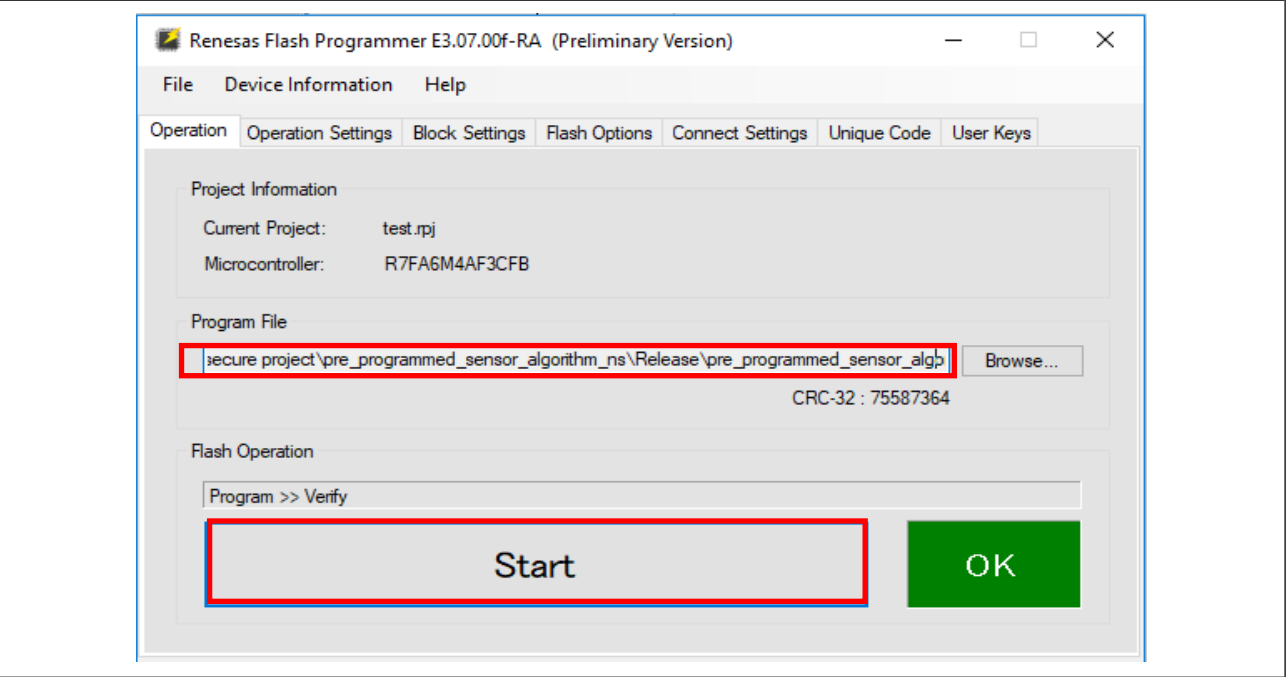 Renesas Flash Programmer E3.07.00f-RA (Preliminary Version)
File Device Information Help
Operation Operation Settings Block Settings Flash Options Connect Settings Unique Code User Keys
Project Information
Current Project: test.rpj
Microcontroller: R7FA6M4AF3CFB
Program File
secure project\pre_programmed_sensor_algorithm_ns\Release\pre_programmed_sensor_algo Browse...
CRC-32 : 75587364
Flash Operation
Program >> Verify
Start OK